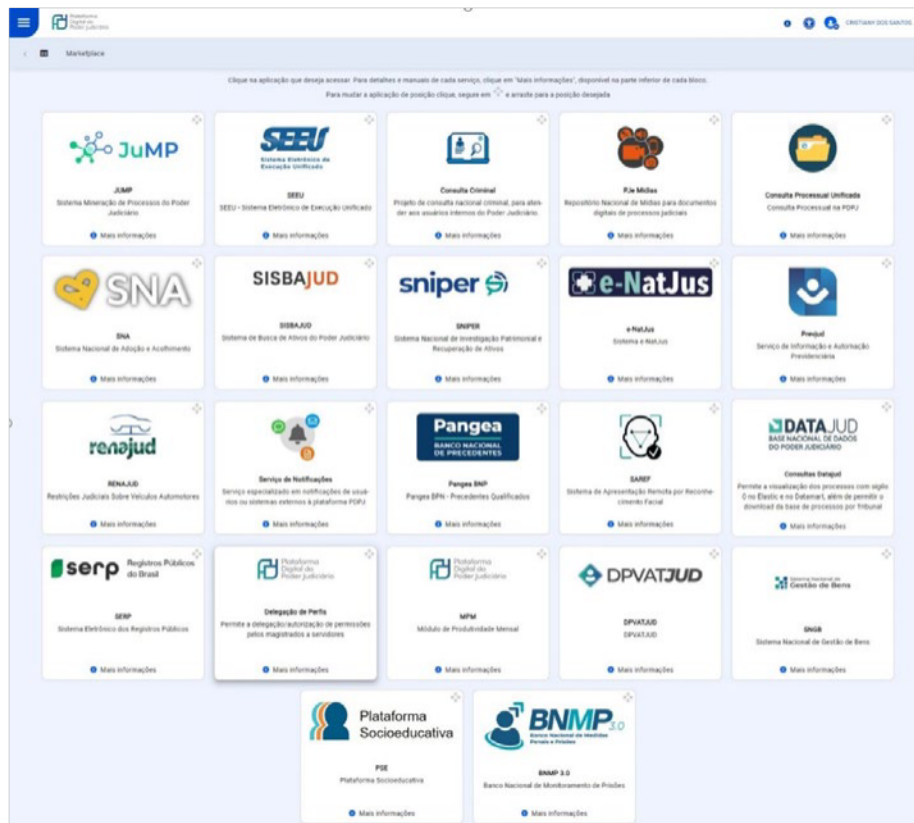 Plataforma
Digital do
Poder Judiciário
CRISTIANY DOS SANTOS
Marketplace
Clique na aplicação que deseja acessar. Para detalhes e manuais de cada serviço, clique em "Mais informações", disponível na parte inferior de cada bloco.
Para mudar a aplicação de posição clique, segure em e arraste para a posição desejada
JuMP
JUMP
Sistema Mineração de Processos do Poder
Judiciário
Mais informações
SEEU
Sistema Eletrônico de
Execução Unificado
SEEU
SEEU - Sistema Eletrônico de Execução Unificado
Mais informações
Consulta Criminal
Projeto de consulta nacional criminal, para aten-
der aos usuários internos do Poder Judiciário.
Mais informações
PJe Mídias
Repositório Nacional de Mídias para documentos
digitais de processos judiciais
Mais informações
Consulta Processual Unificada
Consulta Processual na PDPJ
Mais informações
SNA
SNA
Sistema Nacional de Adoção e Acolhimento
Mais informações
SISBAJUD
SISBAJUD
Sistema de Busca de Ativos do Poder Judiciário
Mais informações
sniper
SNIPER
Sistema Nacional de Investigação Patrimonial e
Recuperação de Ativos
Mais informações
e-NatJus
e-NatJus
Sistema e-NatJus
Mais informações
Prevjud
Serviço de Informação e Automação
Previdenciária
Mais informações
renajud
RENAJUD
Restrições Judiciais Sobre Veículos Automotores
Mais informações
Serviço de Notificações
Serviço especializado em notificações de usuá-
rios ou sistemas externos à plataforma PDPJ
Mais informações
Pangea
BANCO NACIONAL
DE PRECEDENTES
Pangea BNP
Pangea BPN - Precedentes Qualificados
Mais informações
SAREF
Sistema de Apresentação Remota por Reconhe-
cimento Facial
Mais informações
DATAJUD
BASE NACIONAL DE DADOS
DO PODER JUDICIÁRIO
Consultas Datajud
Permite a visualização dos processos com sigilo
0 no Elastic e no Datamart, além de permitir o
download da base de processos por Tribunal
Mais informações
serp Registros Públicos
do Brasil
SERP
Sistema Eletrônico dos Registros Públicos
Mais informações
Plataforma
Digital do
Poder Judiciário
Delegação de Perfis
Permite a delegação/autorização de permissões
pelos magistrados a servidores
Mais informações
Plataforma
Digital do
Poder Judiciário
MPM
Módulo de Produtividade Mensal
Mais informações
DPVATJUD
DPVATJUD
DPVATJUD
Mais informações
Sistema Nacional de
Gestão de Bens
SNGB
Sistema Nacional de Gestão de Bens
Mais informações
Plataforma
Socioeducativa
PSE
Plataforma Socioeducativa
Mais informações
BNMP 3.0
Banco Nacional de Medidas
Penais e Prisões
BNMP 3.0
Banco Nacional de Monitoramento de Prisões
Mais informações